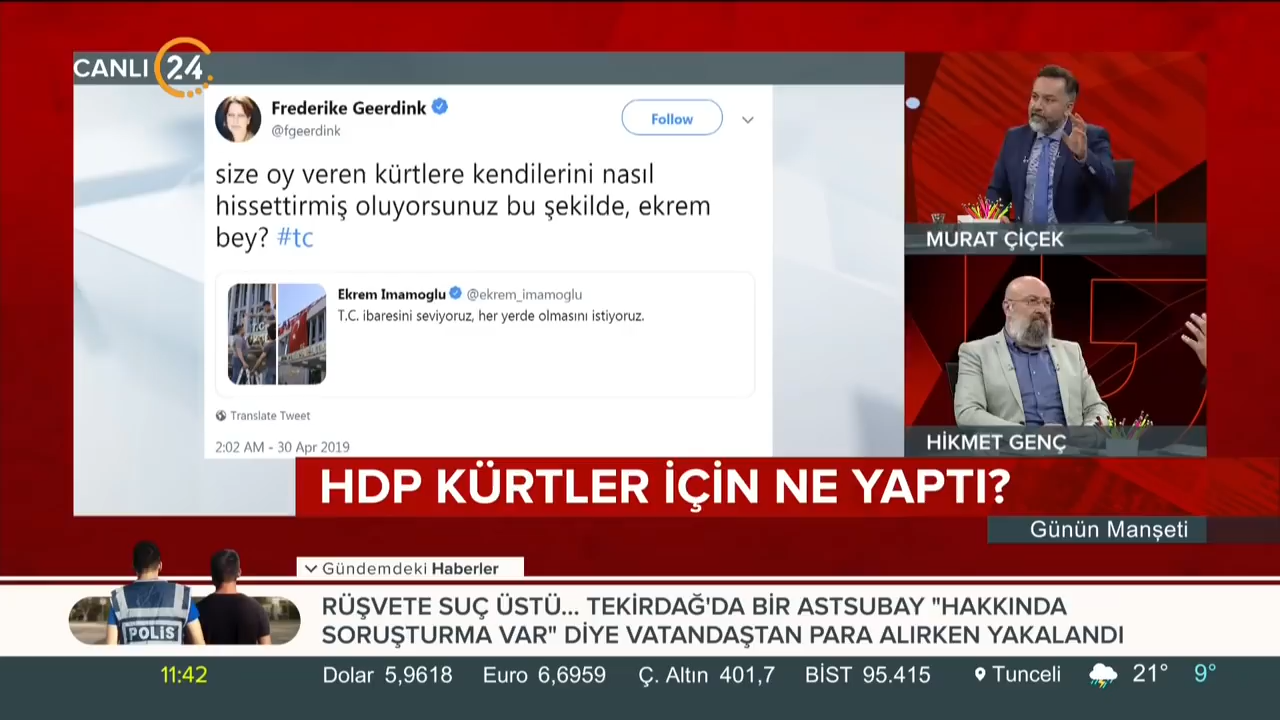 CANLI 24
Frederike Geerdink
@fgeerdink
Follow
size oy veren kürtlere kendilerini nasıl
hissettirmiş oluyorsunuz bu şekilde, ekrem
bey? #tc
Ekrem Imamoglu @ekrem_imamoglu
T.C. ibaresini seviyoruz, her yerde olmasını istiyoruz.
Translate Tweet
2:02 AM - 30 Apr 2019
MURAT ÇİÇEK
HİKMET GENÇ
HDP KÜRTLER İÇİN NE YAPTI?
Günün Manşeti
Gündemdeki Haberler
POLİS
RÜŞVETE SUÇ ÜSTÜ... TEKİRDAĞ'DA BİR ASTSUBAY "HAKKINDA
SORUŞTURMA VAR" DİYE VATANDAŞTAN PARA ALIRKEN YAKALANDI
11:42 Dolar 5,9618 Euro 6,6959 Ç. Altın 401,7 BİST 95.415 Tunceli 21° 9°